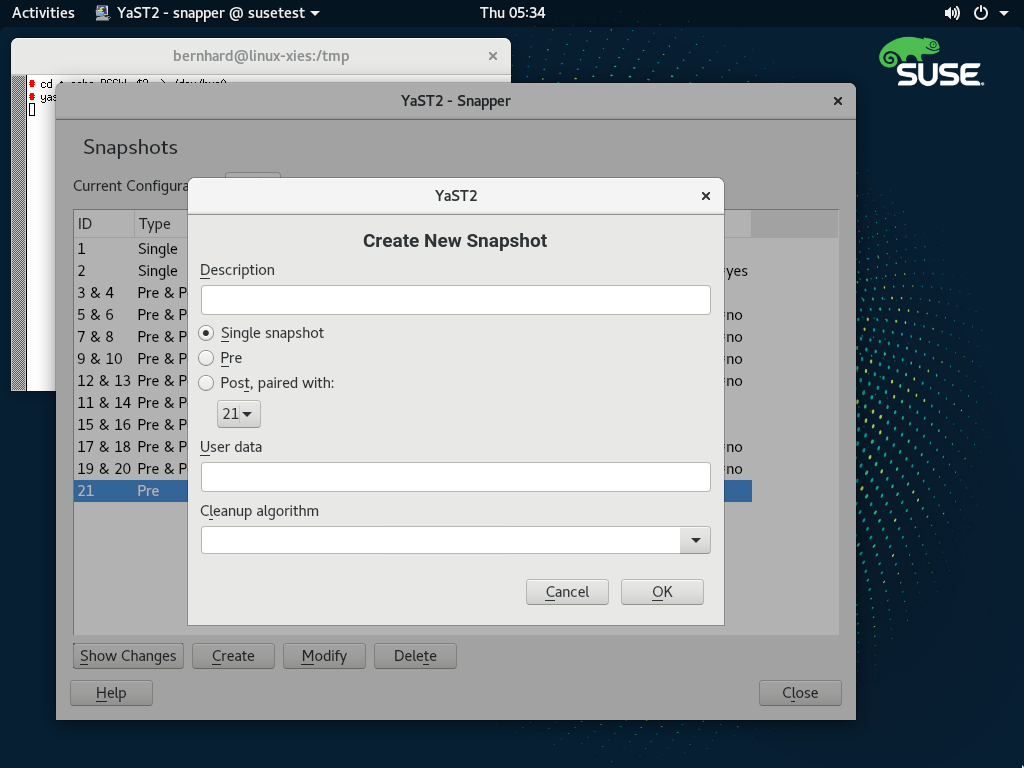 Activities YaST2 - snapper @ susetest Thu 05:34
SUSE
bernhard@linux-xies:/tmp
cd
yas
YaST2 - Snapper
Snapshots
Current Configura
ID Type
1 Single
2 Single yes
3 & 4 Pre & P
5 & 6 Pre & P =no
7 & 8 Pre & P =no
9 & 10 Pre & P =no
12 & 13 Pre & P =no
11 & 14 Pre & P
15 & 16 Pre & P
17 & 18 Pre & P =no
19 & 20 Pre & P =no
21 Pre
YaST2
Create New Snapshot
Description
Single snapshot
Pre
Post, paired with:
21
User data
Cleanup algorithm
Cancel OK
Show Changes Create Modify Delete
Help Close